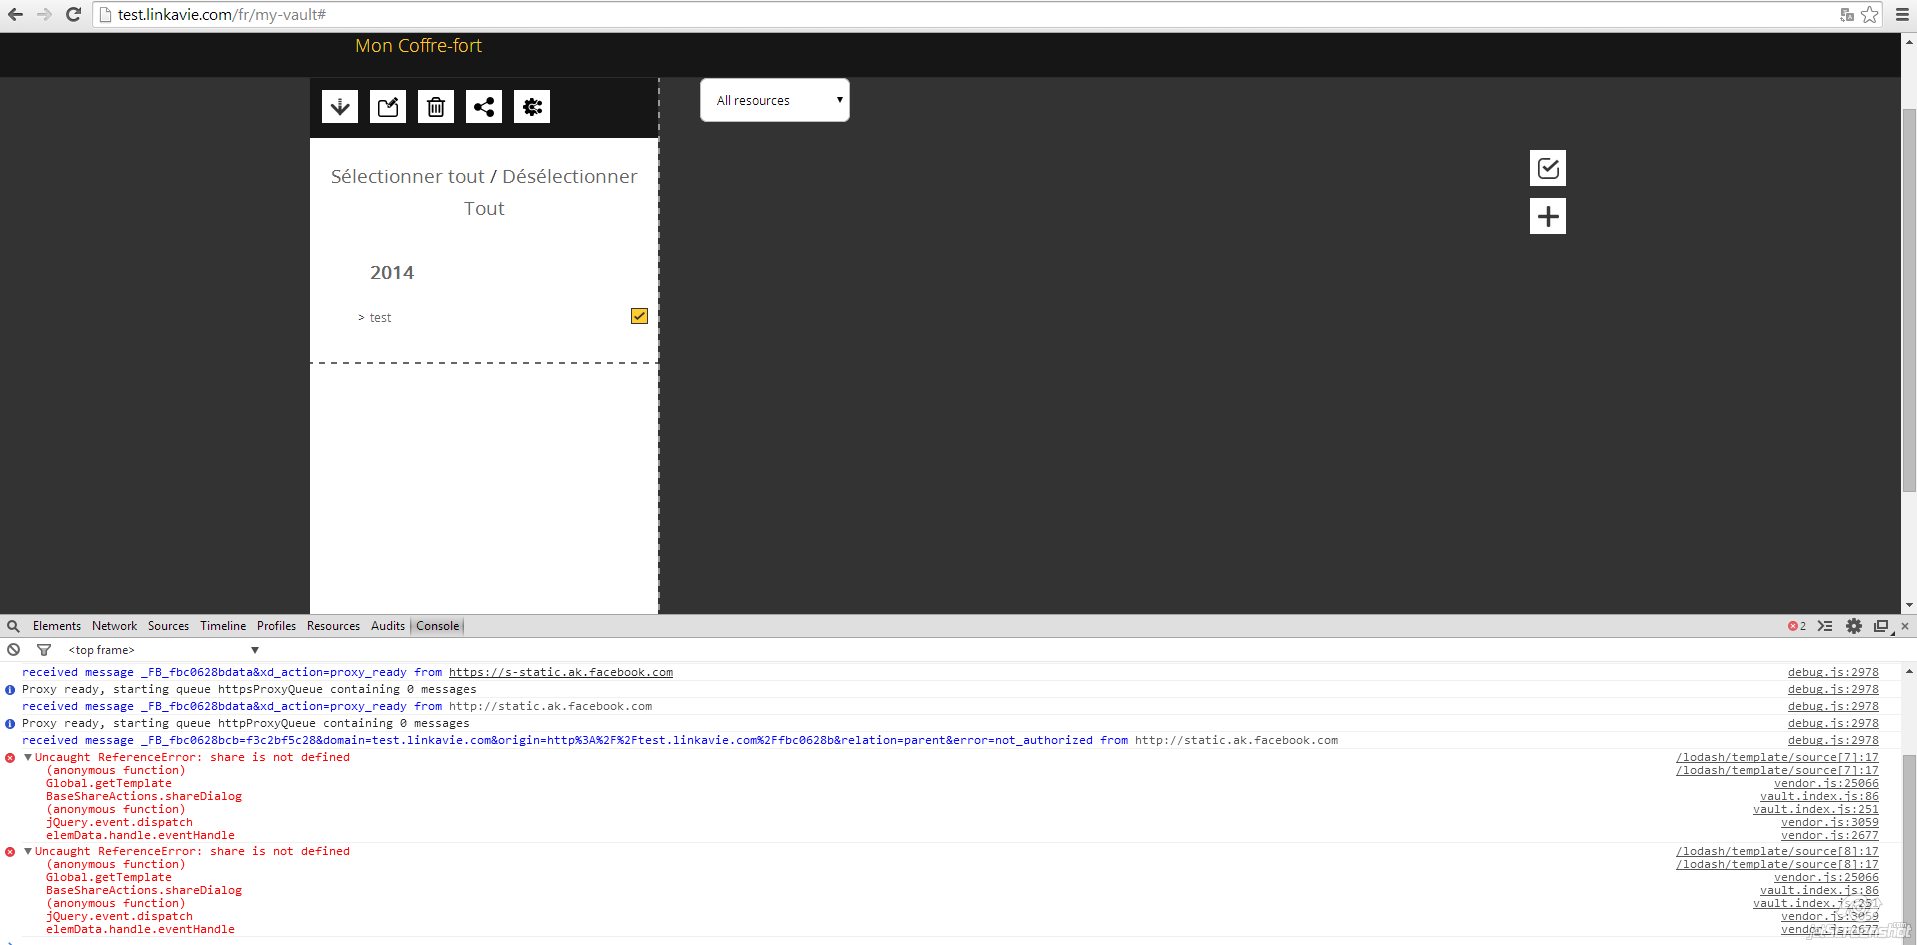 test.linkavie.com/fr/my-vault#
Mon Coffre-fort
All resources
Sélectionner tout / Désélectionner
Tout
2014
> test
Elements Network Sources Timeline Profiles Resources Audits Console 2
<top frame>
received message _FB_fbc0628bdata&xd_action=proxy_ready from https://s-static.ak.facebook.com debug.js:2978
Proxy ready, starting queue httpsProxyQueue containing 0 messages debug.js:2978
received message _FB_fbc0628bdata&xd_action=proxy_ready from http://static.ak.facebook.com debug.js:2978
Proxy ready, starting queue httpProxyQueue containing 0 messages debug.js:2978
received message _FB_fbc0628bcb=f3c2bf5c28&domain=test.linkavie.com&origin=http%3A%2F%2Ftest.linkavie.com%2Ffbc0628b&relation=parent&error=not_authorized from http://static.ak.facebook.com debug.js:2978
Uncaught ReferenceError: share is not defined /lodash/template/source[7]:17
(anonymous function) /lodash/template/source[7]:17
Global.getTemplate vendor.js:25066
BaseShareActions.shareDialog vault.index.js:86
(anonymous function) vault.index.js:251
jQuery.event.dispatch vendor.js:3059
elemData.handle.eventHandle vendor.js:2677
Uncaught ReferenceError: share is not defined /lodash/template/source[8]:17
(anonymous function) /lodash/template/source[8]:17
Global.getTemplate vendor.js:25066
BaseShareActions.shareDialog vault.index.js:86
(anonymous function) vault.index.js:251
jQuery.event.dispatch vendor.js:3059
elemData.handle.eventHandle vendor.js:2677